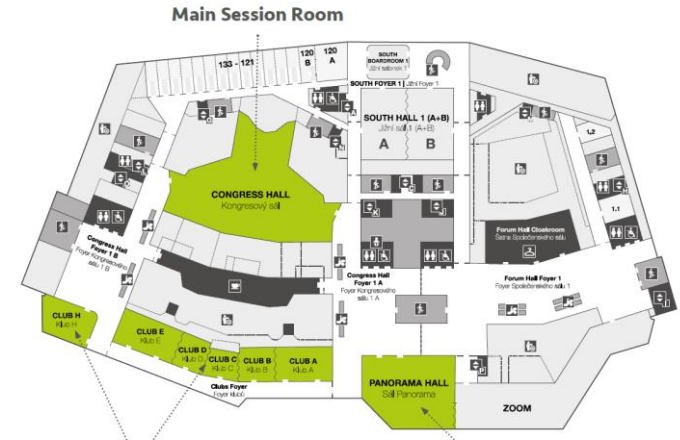 Main Session Room
SOUTH
BOARDROOM 1
Jižní salonek 1
133 - 121
120
B
120
A
SOUTH FOYER 1 | Jižní Foyer 1
SOUTH HALL 1 (A+B)
Jižní sál 1 (A+B)
A
B
1.2
1.1
CONGRESS HALL
Kongresový sál
K
J
Forum Hall Cloakroom
Šatna Společenského sálu
Congress Hall
Foyer 1 B
Foyer Kongresového
sálu 1 B
Congress Hall
Foyer 1 A
Foyer Kongresového
sálu 1 A
Forum Hall Foyer 1
Foyer Společenského sálu 1
CLUB H
Klub H
CLUB E
Klub E
CLUB D
Klub D
CLUB C
Klub C
CLUB B
Klub B
CLUB A
Klub A
Clubs Foyer
Foyer klubů
PANORAMA HALL
Sál Panorama
P
ZOOM